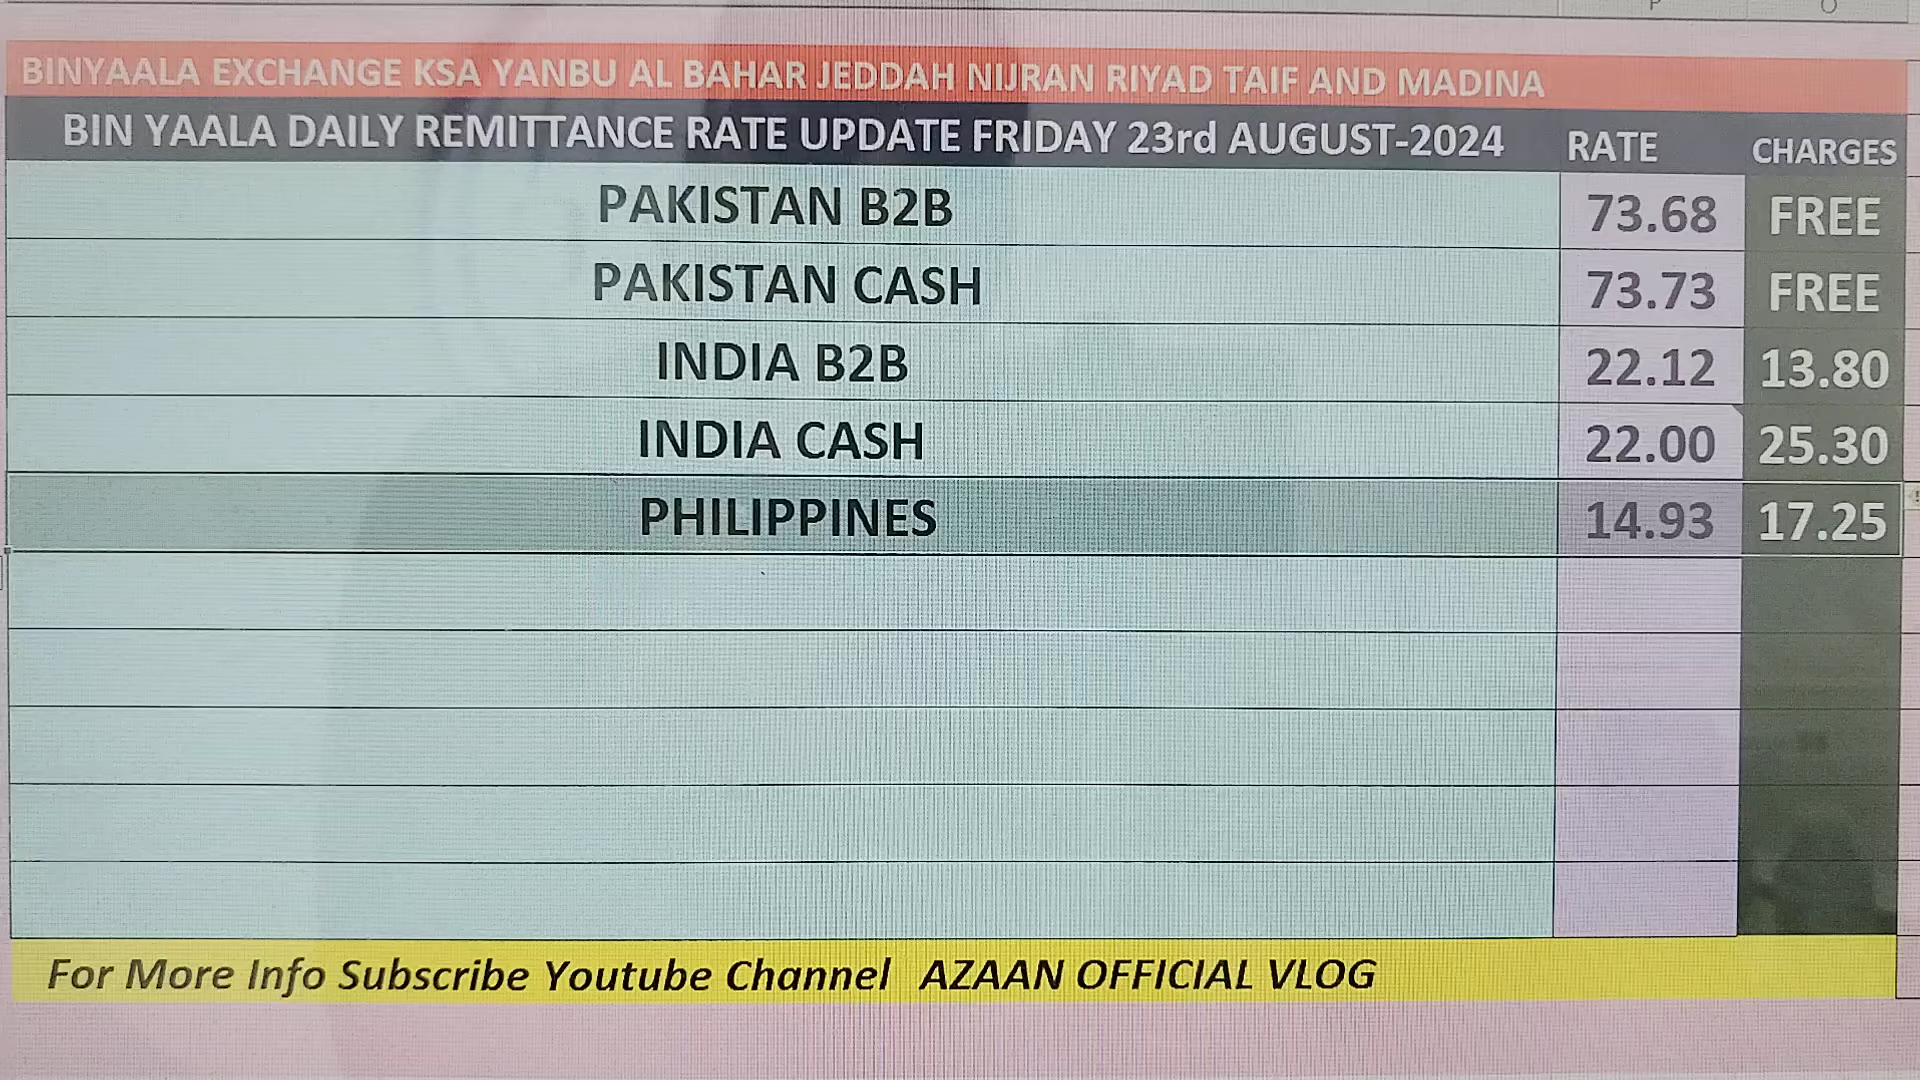 BINYAALA EXCHANGE KSA YANBU AL BAHAR JEDDAH NIJRAN RIYAD TAIF AND MADINA
BIN YAALA DAILY REMITTANCE RATE UPDATE FRIDAY 23rd AUGUST-2024 RATE CHARGES
PAKISTAN B2B 73.68 FREE
PAKISTAN CASH 73.73 FREE
INDIA B2B 22.12 13.80
INDIA CASH 22.00 25.30
PHILIPPINES 14.93 17.25
For More Info Subscribe Youtube Channel AZAAN OFFICIAL VLOG